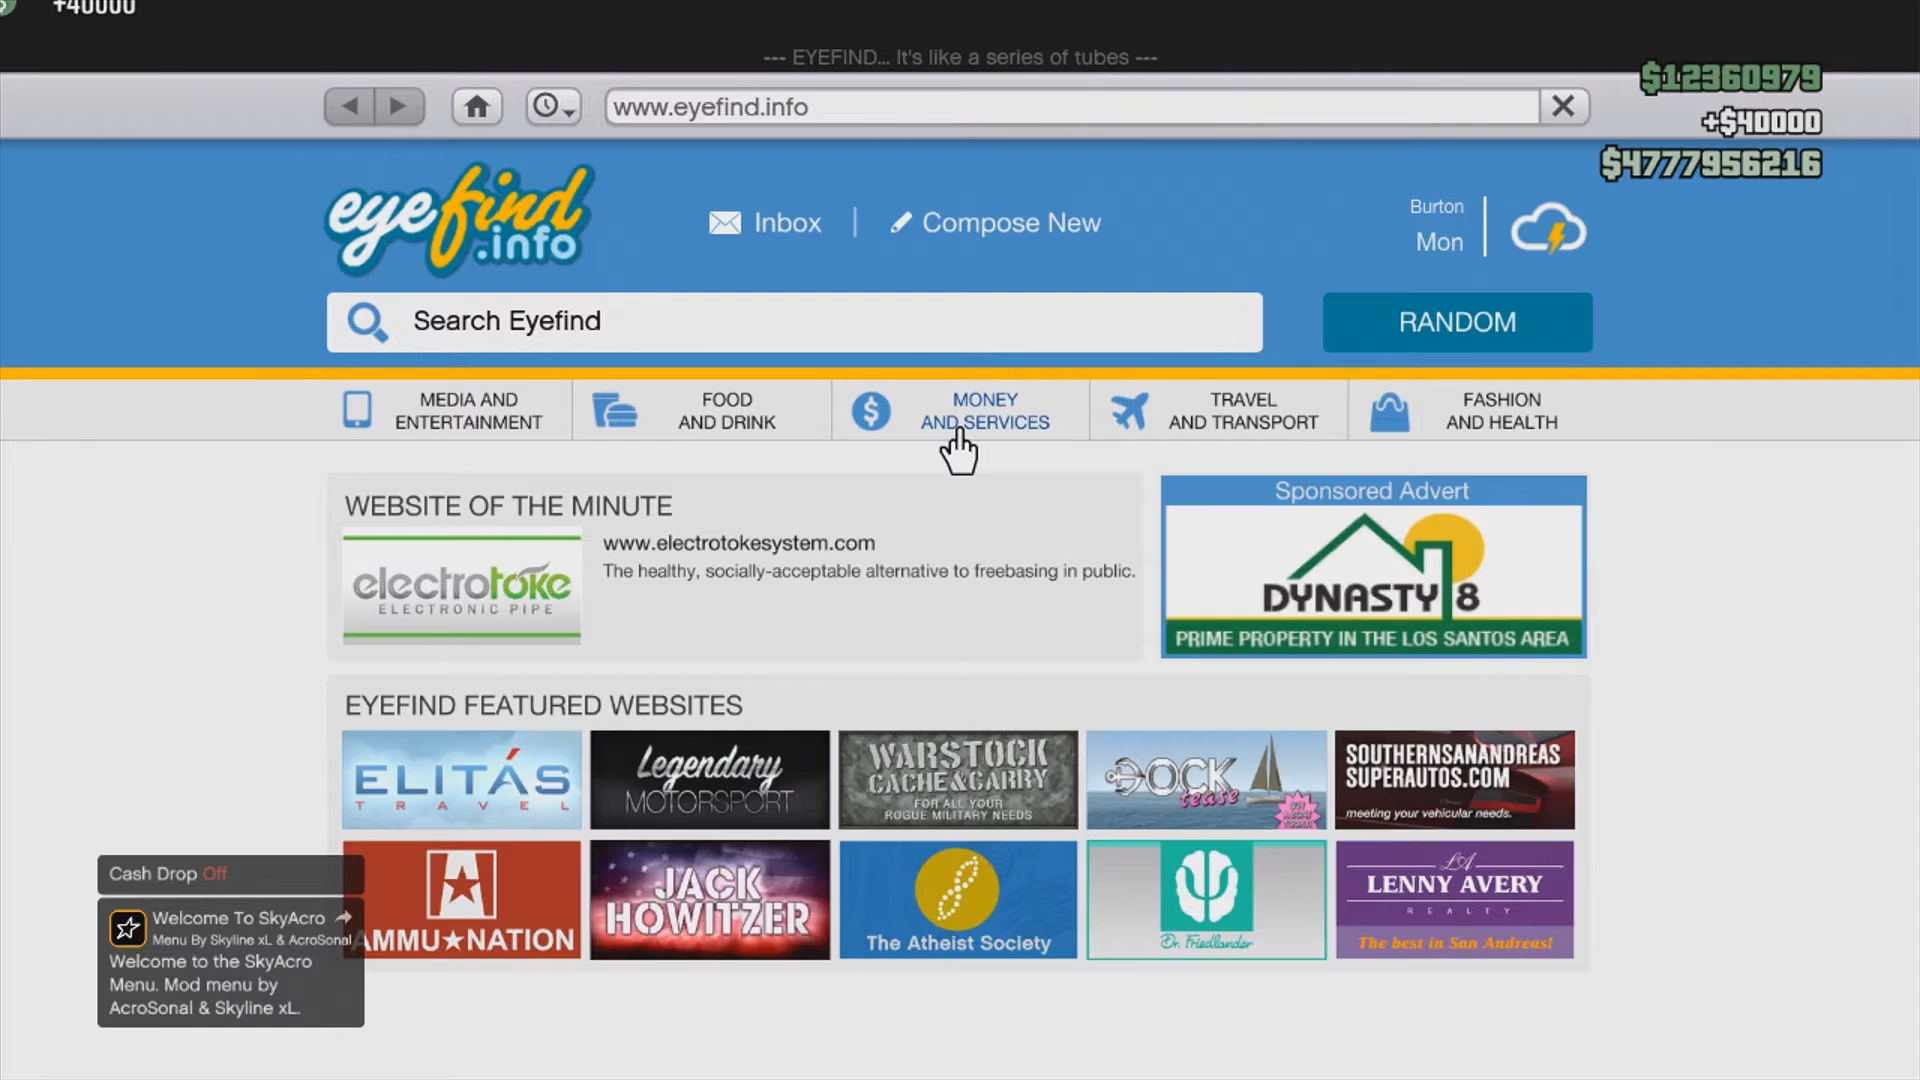 +40000
--- EYEFIND... It's like a series of tubes ---
$12360979
www.eyefind.info
+$40000
$4777956216
eyefind
.info
Inbox
Compose New
Burton
Mon
Search Eyefind
RANDOM
MEDIA AND
ENTERTAINMENT
FOOD
AND DRINK
MONEY
AND SERVICES
TRAVEL
AND TRANSPORT
FASHION
AND HEALTH
WEBSITE OF THE MINUTE
electrotoke
ELECTRONIC PIPE
www.electrotokesystem.com
The healthy, socially-acceptable alternative to freebasing in public.
Sponsored Advert
DYNASTY 8
PRIME PROPERTY IN THE LOS SANTOS AREA
EYEFIND FEATURED WEBSITES
ELITÁS
TRAVEL
Legendary
MOTORSPORT
WARSTOCK
CACHE & CARRY
FOR ALL YOUR
ROGUE MILITARY NEEDS
DOCK
tease
SOUTHERNSANANDREAS
SUPERAUTOS.COM
meeting your vehicular needs.
AMMU★NATION
JACK
HOWITZER
The Atheist Society
Dr. Friedlander
LA
LENNY AVERY
REALTY
The best in San Andreas!
Cash Drop Off
Welcome To SkyAcro
Menu By Skyline xL & AcroSonal
Welcome to the SkyAcro
Menu. Mod menu by
AcroSonal & Skyline xL.